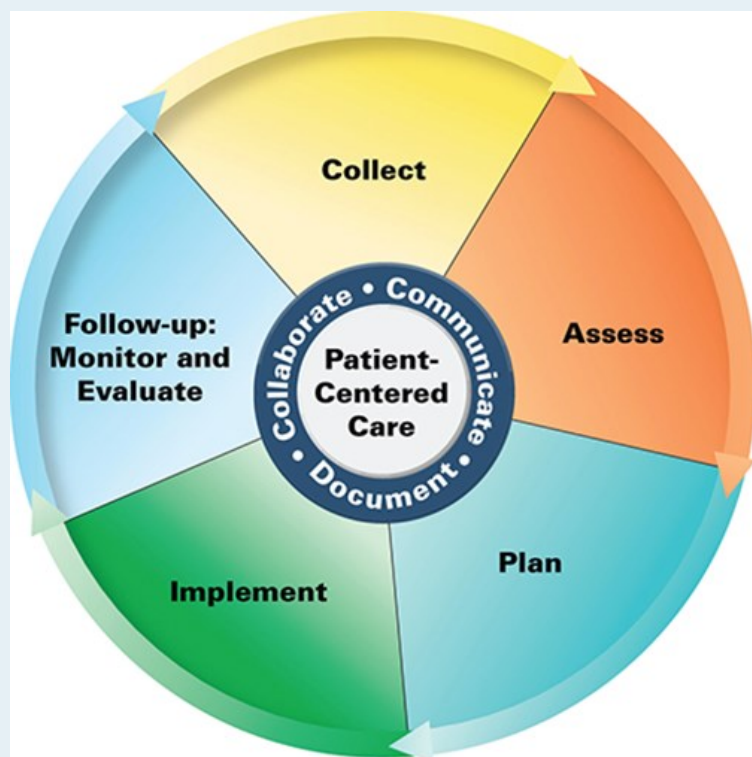 Collect
Assess
Plan
Implement
Follow-up:
Monitor and
Evaluate
Collaborate • Communicate • Document •
Patient-
Centered
Care